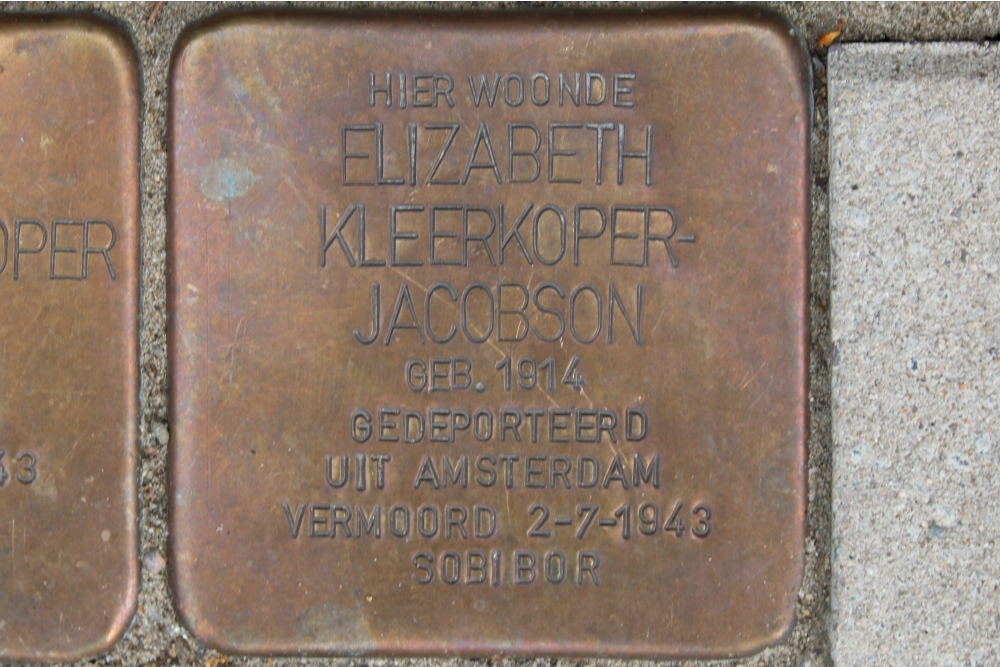 HIER WOONDE
ELIZABETH
KLEERKOPER-
JACOBSON
GEB. 1914
GEDEPORTEERD
UIT AMSTERDAM
VERMOORD 2-7-1943
SOBIBOR